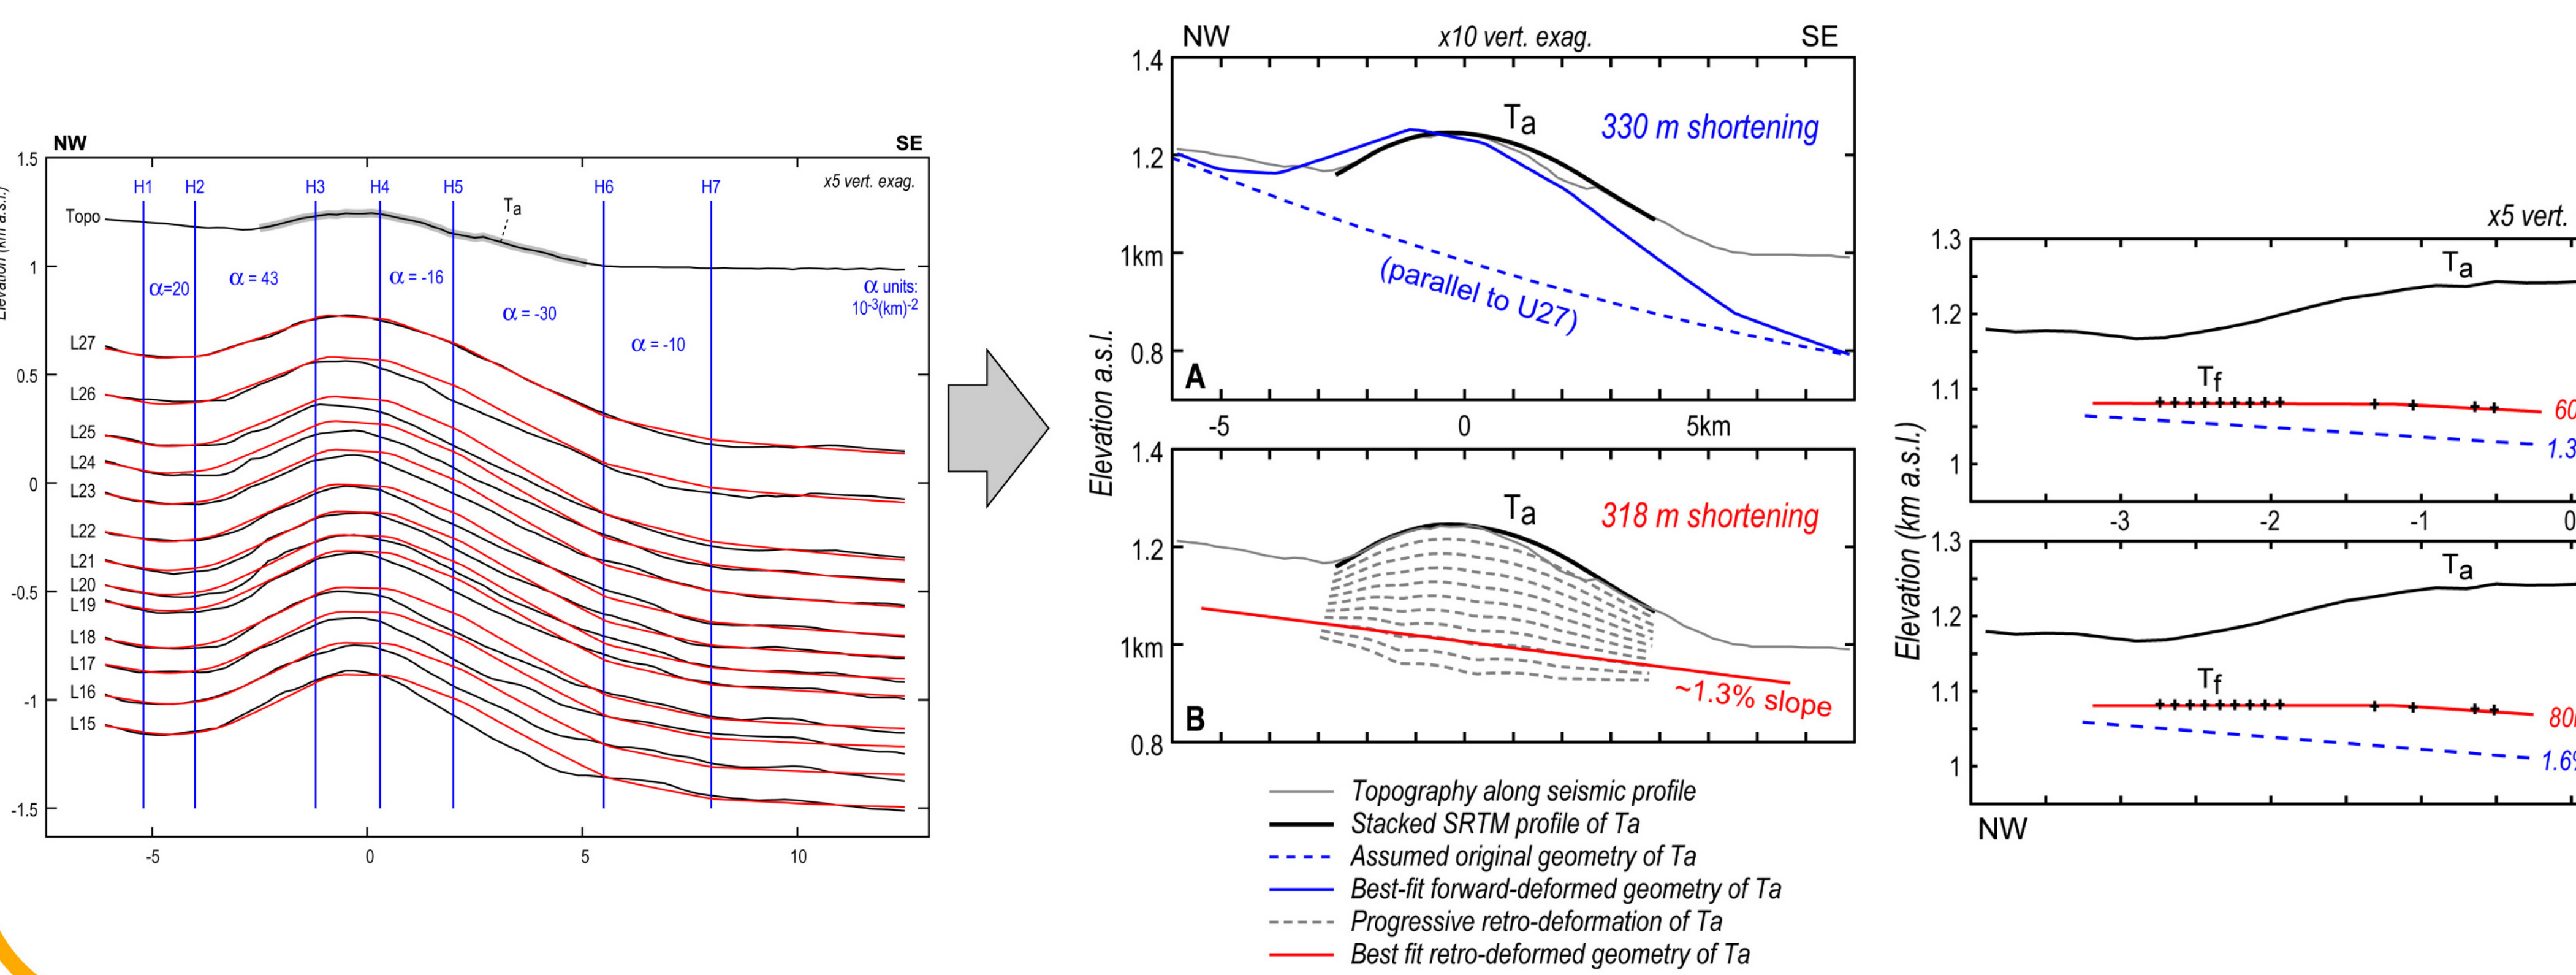 NW
SE
1.5
H1
H2
H3
H4
H5
H6
H7
x5 vert. exag.
Topo
Ta
1
α=20
α = 43
α = -16
α units:
10-3(km)-2
α = -30
α = -10
L27
0.5
L26
L25
L24
0
L23
L22
L21
-0.5
L20
L19
L18
L17
-1
L16
L15
-1.5
-5
0
5
10
NW
x10 vert. exag.
SE
1.4
Ta
330 m shortening
1.2
1km
(parallel to U27)
0.8
A
-5
0
5km
Elevation a.s.l.
1.4
Ta
318 m shortening
1.2
1km
~1.3% slope
B
0.8
Topography along seismic profile
Stacked SRTM profile of Ta
Assumed original geometry of Ta
Best-fit forward-deformed geometry of Ta
Progressive retro-deformation of Ta
Best fit retro-deformed geometry of Ta
x5 vert.
1.3
Ta
1.2
Tf
1.1
60
1.3
1
-3
-2
-1
0
Elevation (km a.s.l.)
1.3
Ta
1.2
Tf
1.1
1.6%
1
NW